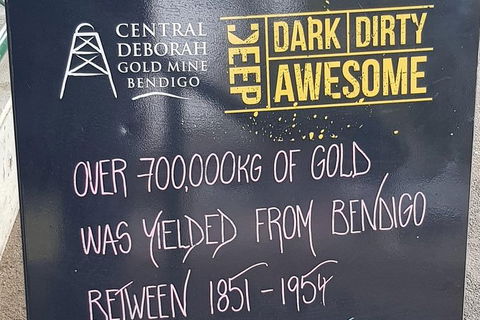 CENTRAL
DEBORAH
GOLD MINE
BENDIGO
DEEP
DARK DIRTY
AWESOME
OVER 700,000KG OF GOLD
WAS YIELDED FROM BENDIGO
BETWEEN 1851-1954